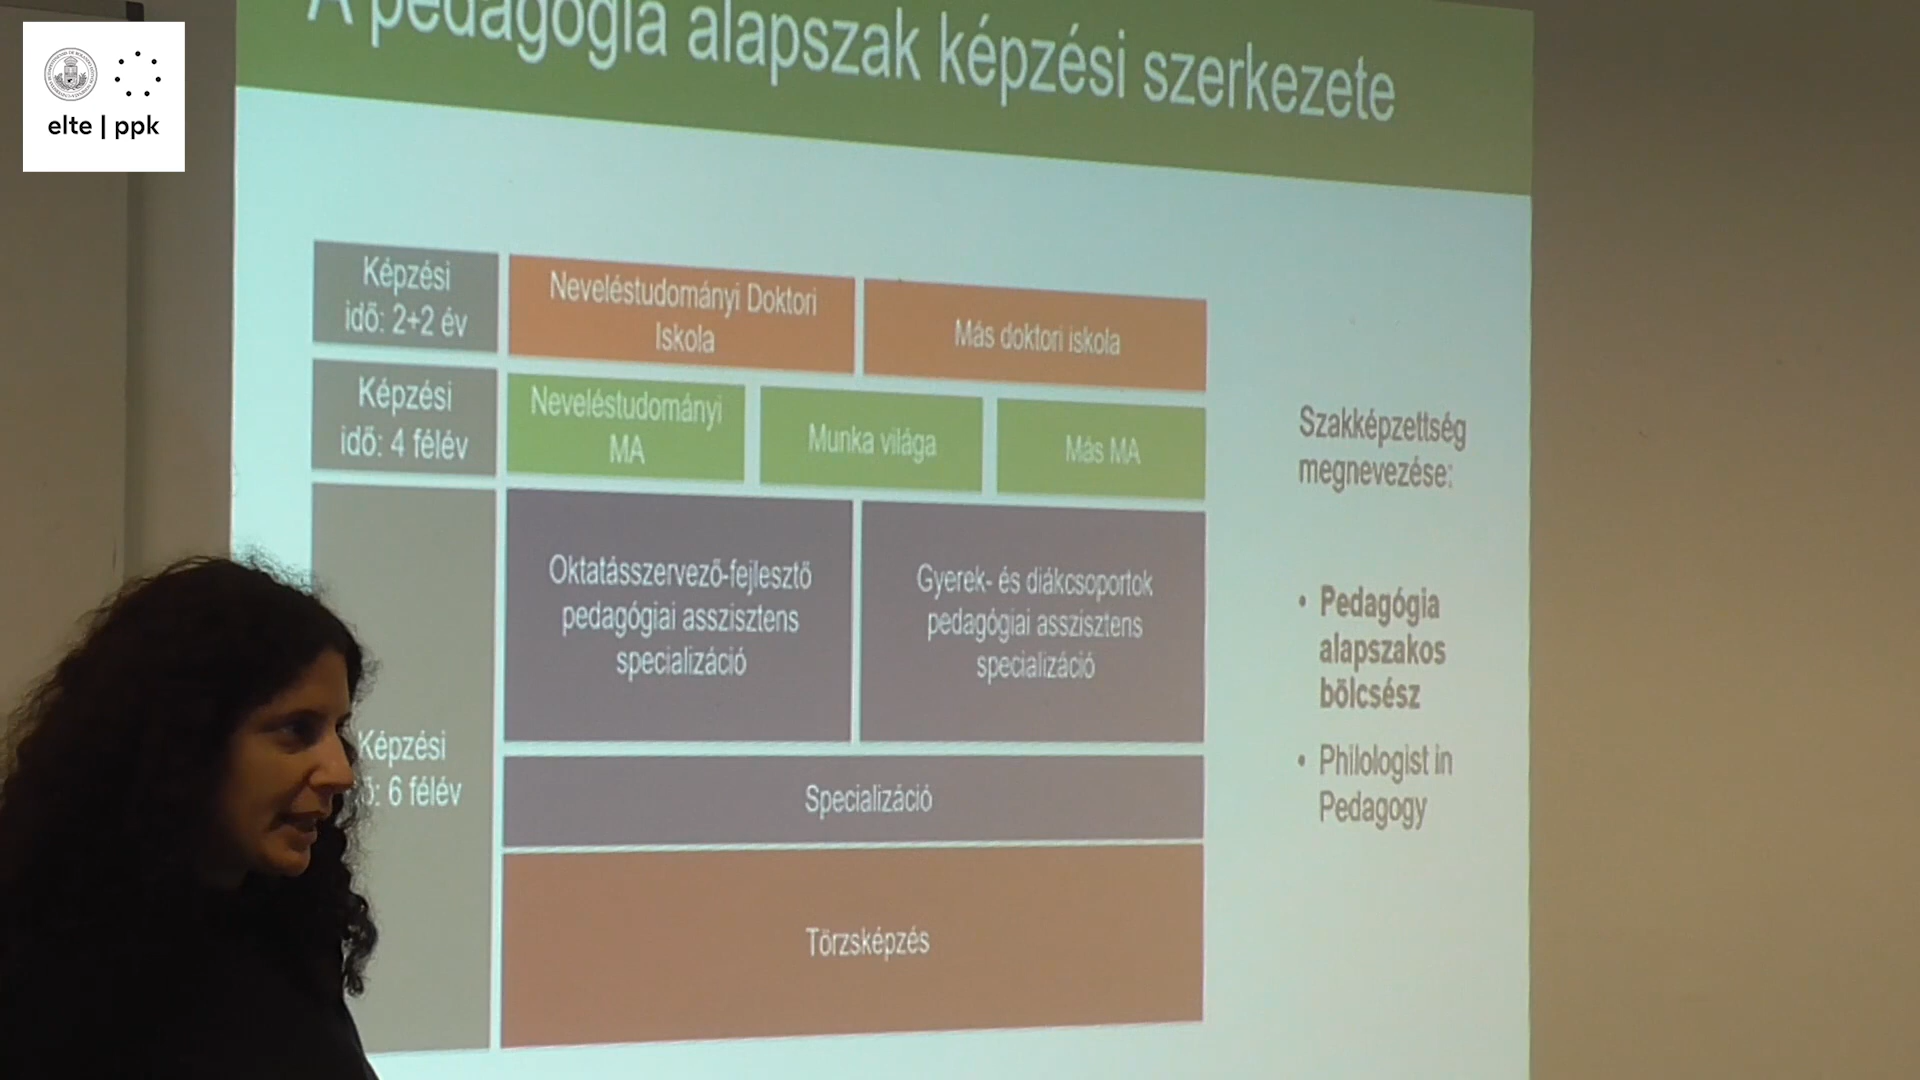 elte | ppk
A pedagógia alapszak képzési szerkezete
Képzési
idő: 2+2 év
Neveléstudományi Doktori
Iskola
Más doktori iskola
Képzési
idő: 4 félév
Neveléstudományi
MA
Munka világa
Más MA
Képzési
6 félév
Oktatásszervező-fejlesztő
pedagógiai asszisztens
specializáció
Gyerek- és diákcsoportok
pedagógiai asszisztens
specializáció
Specializáció
Törzsképzés
Szakképzettség
megnevezése:
• Pedagógia
alapszakos
bölcsész
• Philologist in
Pedagogy